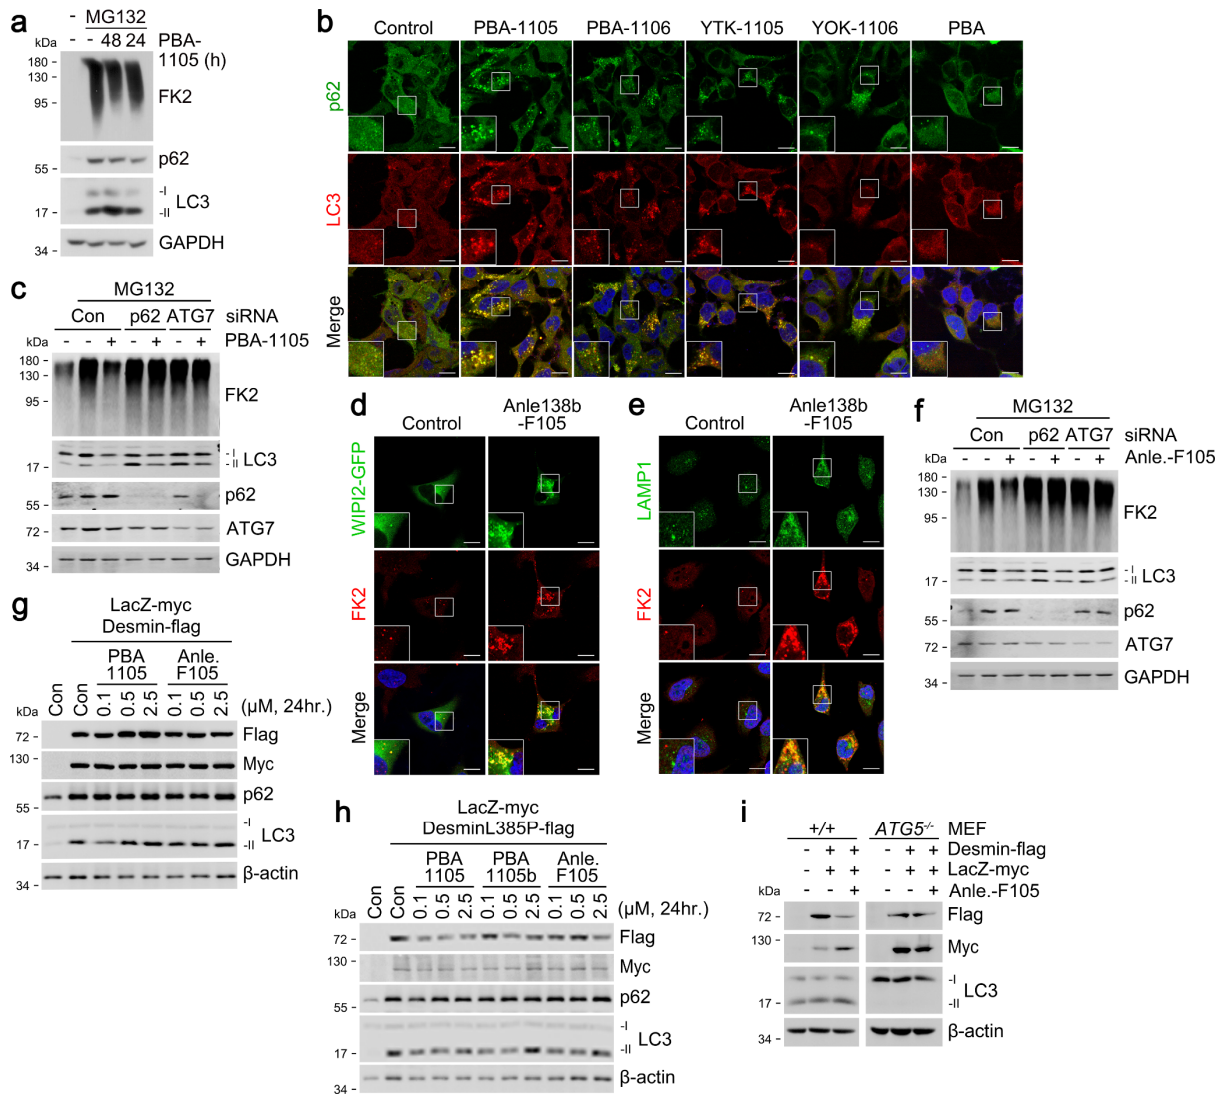 a
MG132
kDa
- - 48 24 PBA-1105 (h)
180
130
95
FK2
55
p62
-I
-II
LC3
17
GAPDH
34
b
Control PBA-1105 PBA-1106 YTK-1105 YOK-1106 PBA
p62
LC3
Merge
c
MG132
Con p62 ATG7 siRNA
kDa
- - + - + - + PBA-1105
180
130
95
FK2
- I
- II
LC3
17
55
p62
72
ATG7
GAPDH
34
d
Control Anle138b
-F105
WIPI2-GFP
FK2
Merge
e
Control Anle138b
-F105
LAMP1
FK2
Merge
f
MG132
Con p62 ATG7 siRNA
kDa
- - + - + - + Anle.-F105
180
130
95
FK2
- I
- II
LC3
17
p62
55
72
ATG7
34
GAPDH
g
LacZ-myc
Desmin-flag
PBA
1105
Anle.
F105
Con Con 0.1 0.5 2.5 0.1 0.5 2.5 (μM, 24hr.)
kDa
72
Flag
130
Myc
p62
55
-I
-II
LC3
17
β-actin
34
h
LacZ-myc
DesminL385P-flag
PBA
1105
PBA
1105b
Anle.
F105
Con Con 0.1 0.5 2.5 0.1 0.5 2.5 0.1 0.5 2.5 (μM, 24hr.)
kDa
72
Flag
130
Myc
p62
55
-I
-II
LC3
17
β-actin
34
i
+/+ ATG5-/- MEF
- + + - + + Desmin-flag
- + + - + + LacZ-myc
- - + - - + Anle.-F105
kDa
72
Flag
130
Myc
-I
-II
LC3
17
β-actin
34